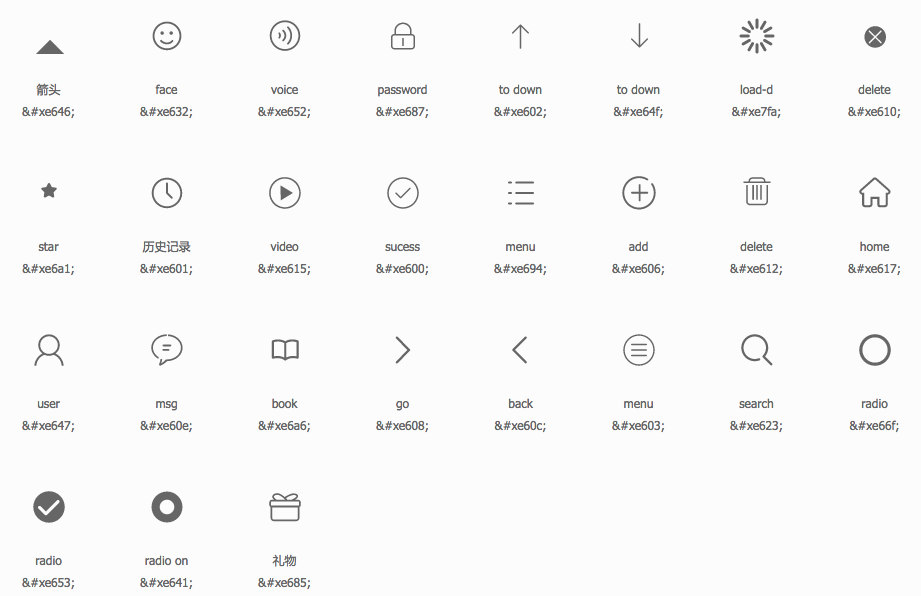 箭头 face voice password to down to down load-d delete
&#xe646; &#xe632; &#xe652; &#xe687; &#xe602; &#xe64f; &#xe7fa; &#xe610;
star 历史记录 video sucess menu add delete home
&#xe6a1; &#xe601; &#xe615; &#xe600; &#xe694; &#xe606; &#xe612; &#xe617;
user msg book go back menu search radio
&#xe647; &#xe60e; &#xe6a6; &#xe608; &#xe60c; &#xe603; &#xe623; &#xe66f;
radio radio on 礼物
&#xe653; &#xe641; &#xe685;